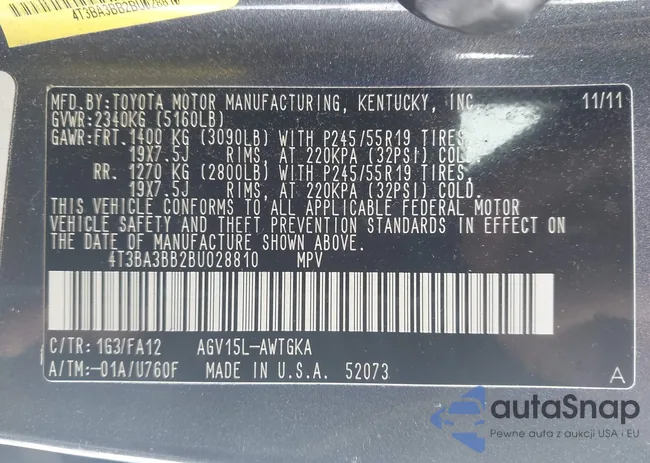 4T3BA3BB2BU028810
MFD.BY:TOYOTA MOTOR MANUFACTURING, KENTUCKY, INC. 11/11
GVWR:2340KG (5160LB)
GAWR:FRT.1400 KG (3090LB) WITH P245/55R19 TIRES,
19X7.5J RIMS, AT 220KPA (32PSI) COLD.
RR. 1270 KG (2800LB) WITH P245/55R19 TIRES,
19X7.5J RIMS, AT 220KPA (32PSI) COLD.
THIS VEHICLE CONFORMS TO ALL APPLICABLE FEDERAL MOTOR
VEHICLE SAFETY AND THEFT PREVENTION STANDARDS IN EFFECT
ON THE DATE OF MANUFACTURE SHOWN ABOVE.
4T3BA3BB2BU028810 MPV
C/TR: 1G3/FA12 AGV15L-AWTGKA
A/TM:-01A/U760F MADE IN U.S.A. 52073
A
autaSnap
Pewne auta z aukcji USA i EU